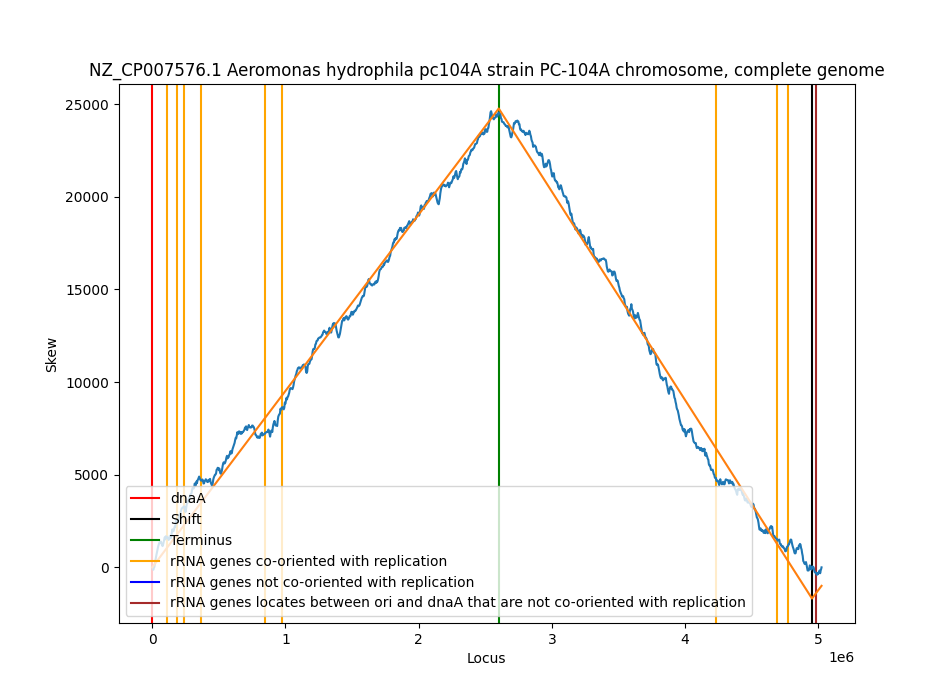 NZ_CP007576.1 Aeromonas hydrophila pc104A strain PC-104A chromosome, complete genome
25000
20000
15000
10000
5000
0
Skew
dnaA
Shift
Terminus
rRNA genes co-oriented with replication
rRNA genes not co-oriented with replication
rRNA genes locates between ori and dnaA that are not co-oriented with replication
0 1 2 3 4 5
1e6
Locus